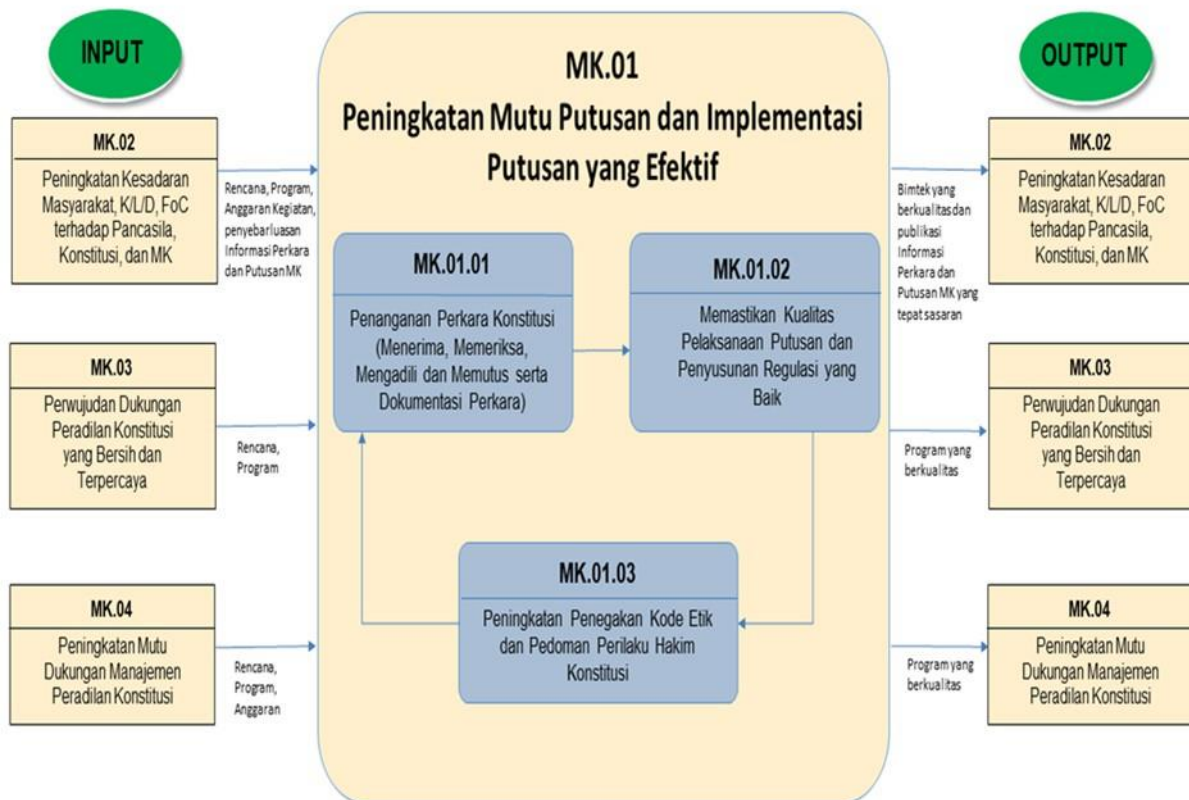 INPUT
MK.02
Peningkatan Kesadaran
Masyarakat, K/L/D, FoC
terhadap Pancasila,
Konstitusi, dan MK
Rencana, Program,
Anggaran Kegiatan,
penyebarluasan
Informasi Perkara
dan Putusan MK
MK.03
Perwujudan Dukungan
Peradilan Konstitusi
yang Bersih dan
Terpercaya
Rencana,
Program
MK.04
Peningkatan Mutu
Dukungan Manajemen
Peradilan Konstitusi
Rencana,
Program,
Anggaran
MK.01
Peningkatan Mutu Putusan dan Implementasi
Putusan yang Efektif
MK.01.01
Penanganan Perkara Konstitusi
(Menerima, Memeriksa,
Mengadili dan Memutus serta
Dokumentasi Perkara)
MK.01.02
Memastikan Kualitas
Pelaksanaan Putusan dan
Penyusunan Regulasi yang
Baik
MK.01.03
Peningkatan Penegakan Kode Etik
dan Pedoman Perilaku Hakim
Konstitusi
OUTPUT
Bimtek yang
berkualitas dan
publikasi
Informasi
Perkara dan
Putusan MK yang
tepat sasaran
MK.02
Peningkatan Kesadaran
Masyarakat, K/L/D, FoC
terhadap Pancasila,
Konstitusi, dan MK
Program yang
berkualitas
MK.03
Perwujudan Dukungan
Peradilan Konstitusi
yang Bersih dan
Terpercaya
Program yang
berkualitas
MK.04
Peningkatan Mutu
Dukungan Manajemen
Peradilan Konstitusi